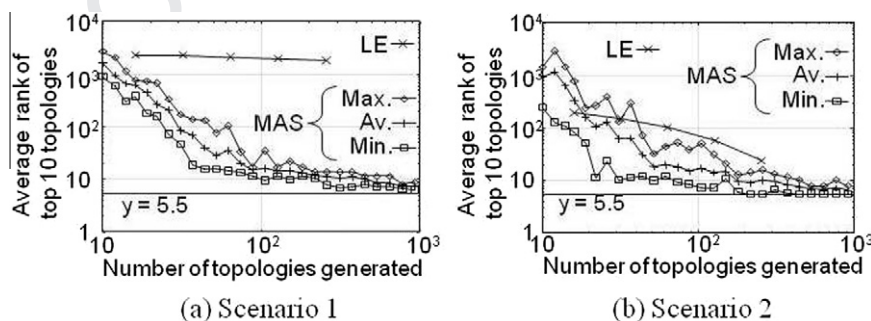 Average rank of
top 10 topologies
10⁴
10³
10²
10
1
LE
MAS
Max.
Av.
Min.
y = 5.5
10
10²
10³
Number of topologies generated
(a) Scenario 1
Average rank of
top 10 topologies
10⁴
10³
10²
10
1
LE
MAS
Max.
Av.
Min.
y = 5.5
10
10²
10³
Number of topologies generated
(b) Scenario 2